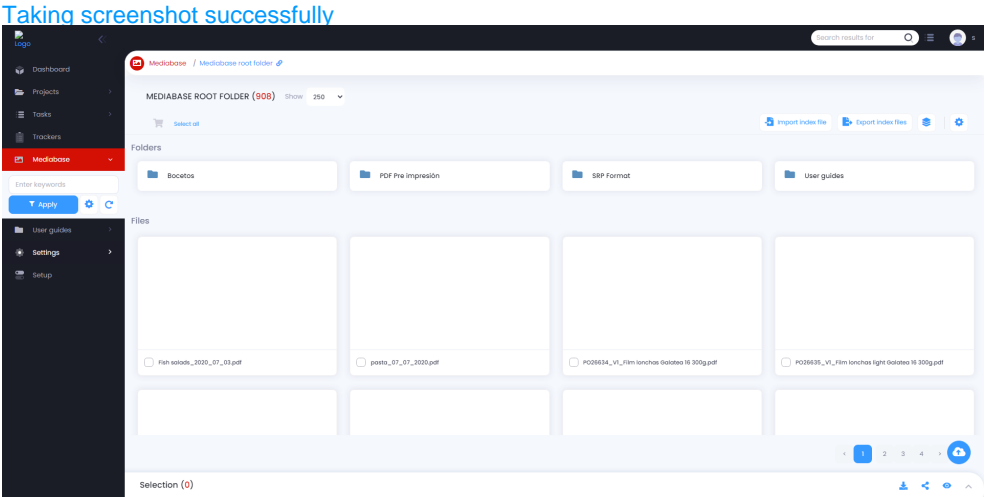 Taking screenshot successfully
Logo
Search results for
s
Dashboard
Projects
Tasks
Trackers
Mediabase
Enter keywords
Apply
User guides
Settings
Setup
Mediabase / Mediabase root folder
MEDIABASE ROOT FOLDER (908) Show 250
Select all
Import index file
Export index files
Folders
Bocetos
PDF Pre Impresión
SRP Format
User guides
Files
Fish salads_2020_07_03.pdf
pasta_07_07_2020.pdf
PO26634_V1_Film lonchas Galatea 16 300g.pdf
PO26635_V1_Film lonchas light Galatea 16 300g.pdf
1 2 3 4
Selection (0)